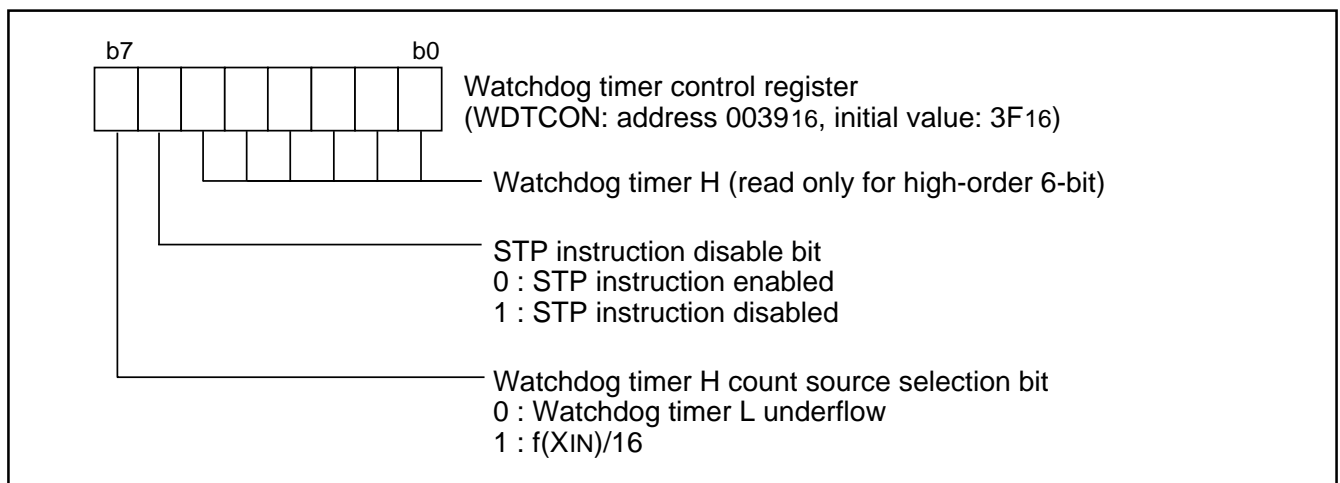 b7 b0
Watchdog timer control register
(WDTCON: address 003916, initial value: 3F16)
Watchdog timer H (read only for high-order 6-bit)
STP instruction disable bit
0 : STP instruction enabled
1 : STP instruction disabled
Watchdog timer H count source selection bit
0 : Watchdog timer L underflow
1 : f(XIN)/16